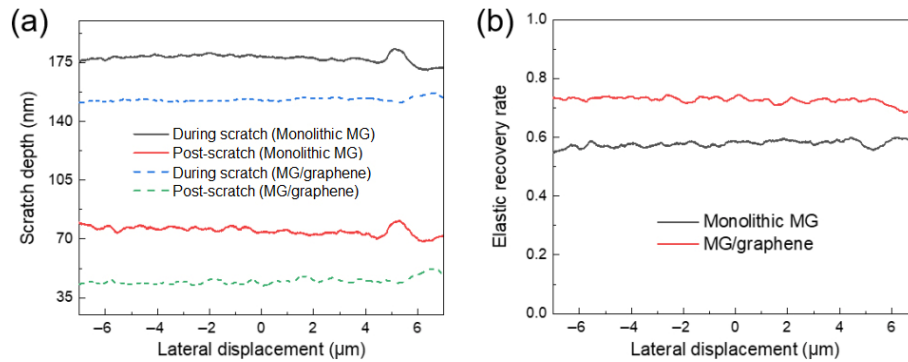 (a)
Scratch depth (nm)
175
140
105
70
35
During scratch (Monolithic MG)
Post-scratch (Monolithic MG)
During scratch (MG/graphene)
Post-scratch (MG/graphene)
–6 –4 –2 0 2 4 6
Lateral displacement (μm)
(b)
Elastic recovery rate
1.0
0.8
0.6
0.4
0.2
0.0
Monolithic MG
MG/graphene
–6 –4 –2 0 2 4 6
Lateral displacement (μm)